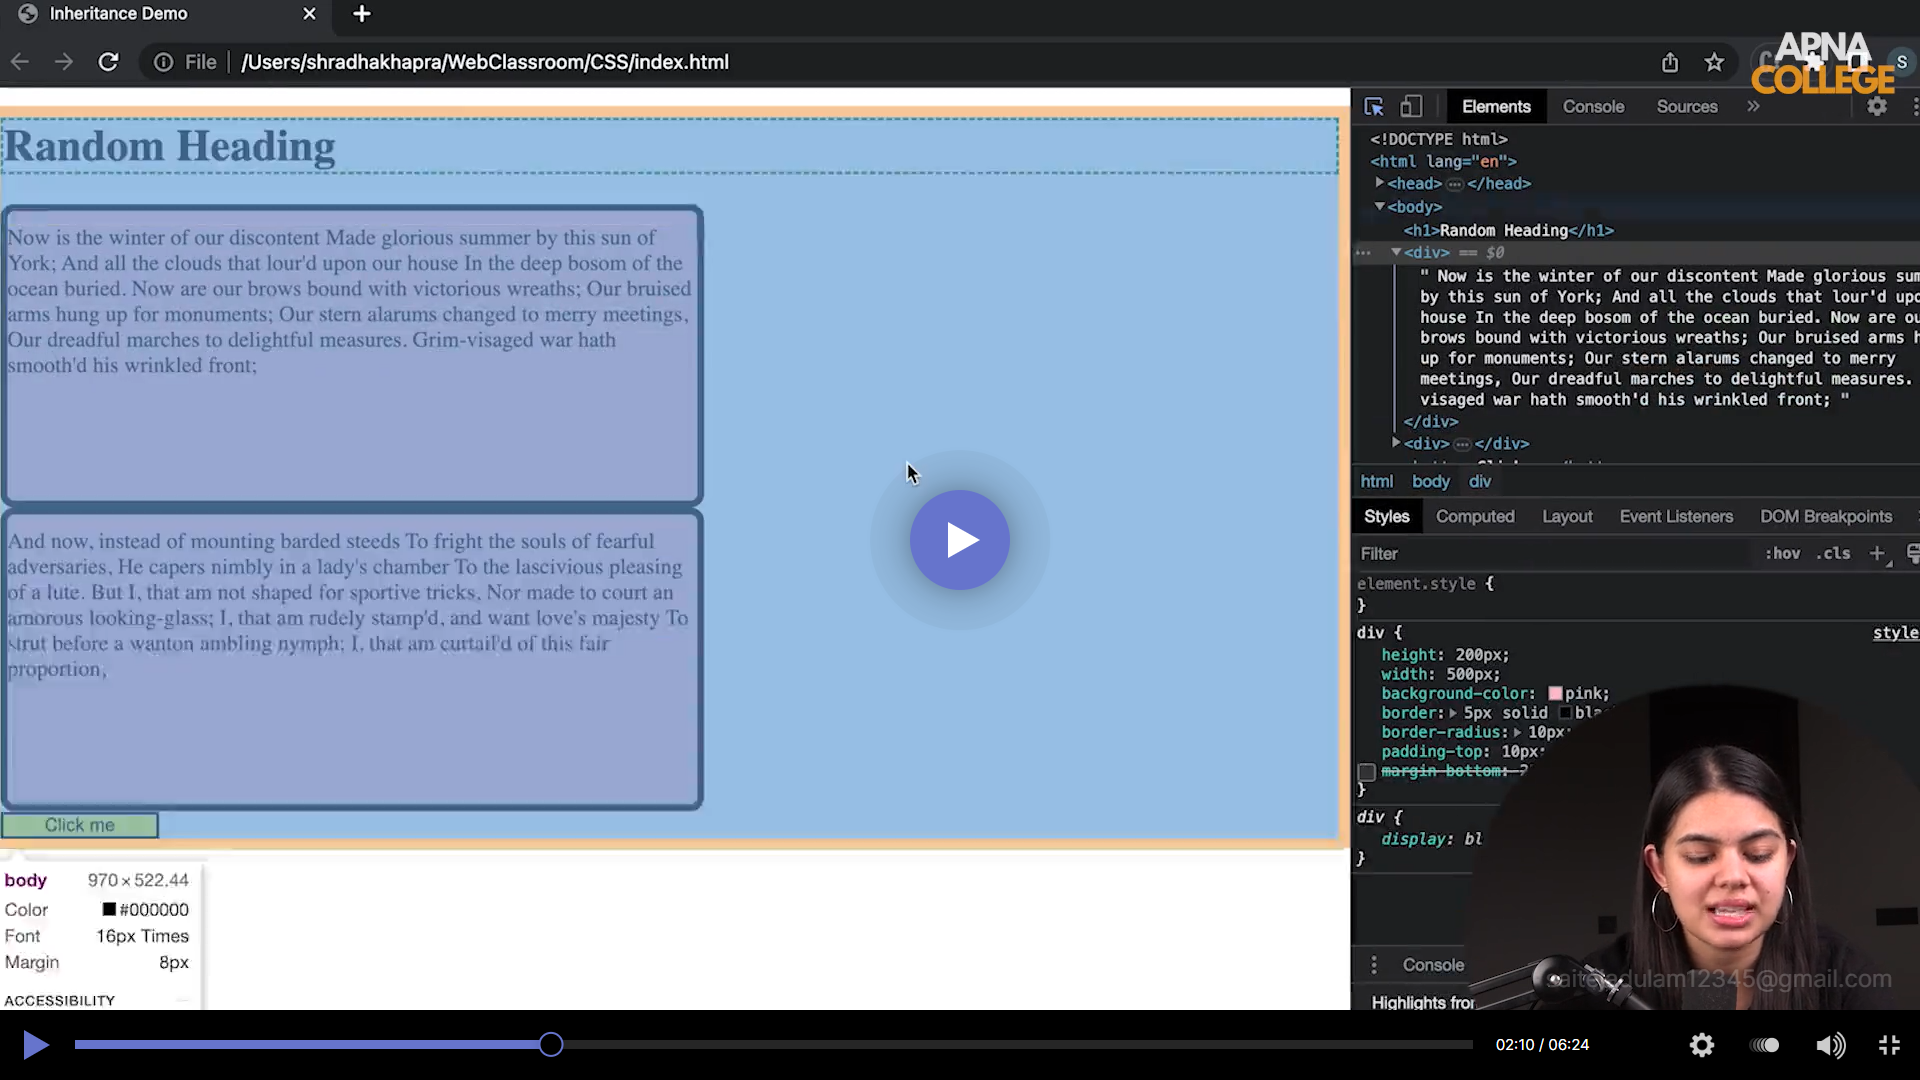 Inheritance Demo
File
/Users/shradhakhapra/WebClassroom/CSS/index.html
APNA
COLLEGE
S
Random Heading
Now is the winter of our discontent Made glorious summer by this sun of
York; And all the clouds that lour'd upon our house In the deep bosom of the
ocean buried. Now are our brows bound with victorious wreaths; Our bruised
arms hung up for monuments; Our stern alarums changed to merry meetings,
Our dreadful marches to delightful measures. Grim-visaged war hath
smooth'd his wrinkled front;
And now, instead of mounting barded steeds To fright the souls of fearful
adversaries, He capers nimbly in a lady's chamber To the lascivious pleasing
of a lute. But I, that am not shaped for sportive tricks, Nor made to court an
amorous looking-glass; I, that am rudely stamp'd, and want love's majesty To
strut before a wanton ambling nymph; I, that am curtail'd of this fair
proportion,
Click me
body 970 × 522.44
Color #000000
Font 16px Times
Margin 8px
ACCESSIBILITY
Elements Console Sources »
<!DOCTYPE html>
<html lang="en">
<head> ... </head>
<body>
<h1>Random Heading</h1>
<div> == $0
" Now is the winter of our discontent Made glorious sum
by this sun of York; And all the clouds that lour'd upo
house In the deep bosom of the ocean buried. Now are ou
brows bound with victorious wreaths; Our bruised arms h
up for monuments; Our stern alarums changed to merry
meetings, Our dreadful marches to delightful measures.
visaged war hath smooth'd his wrinkled front; "
</div>
<div> ... </div>
html body div
Styles Computed Layout Event Listeners DOM Breakpoints
Filter :hov .cls +
element.style {
}
div { style
height: 200px;
width: 500px;
background-color: pink;
border: 5px solid bla
border-radius: 10px;
padding-top: 10px;
margin-bottom: 2
}
div {
display: bl
}
Console
Highlights from
02:10 / 06:24